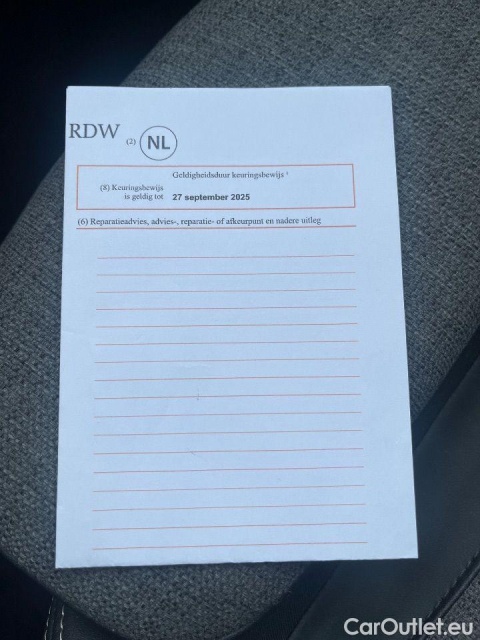 RDW (2) NL
Geldigheidsduur keuringsbewijs ¹
(8) Keuringsbewijs
is geldig tot 27 september 2025
(6) Reparatieadvies, advies-, reparatie- of afkeurpunt en nadere uitleg
CarOutlet.eu